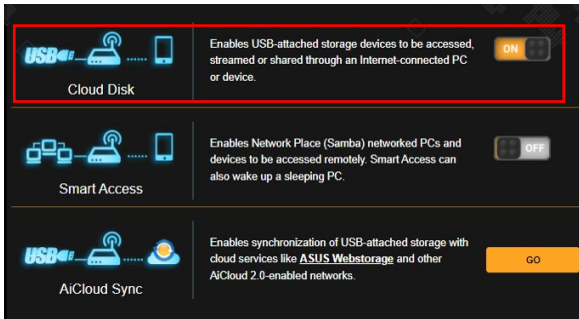 USB
Cloud Disk
Enables USB-attached storage devices to be accessed,
streamed or shared through an Internet-connected PC
or device.
ON
Smart Access
Enables Network Place (Samba) networked PCs and
devices to be accessed remotely. Smart Access can
also wake up a sleeping PC.
OFF
USB
AiCloud Sync
Enables synchronization of USB-attached storage with
cloud services like ASUS Webstorage and other
AiCloud 2.0-enabled networks.
GO